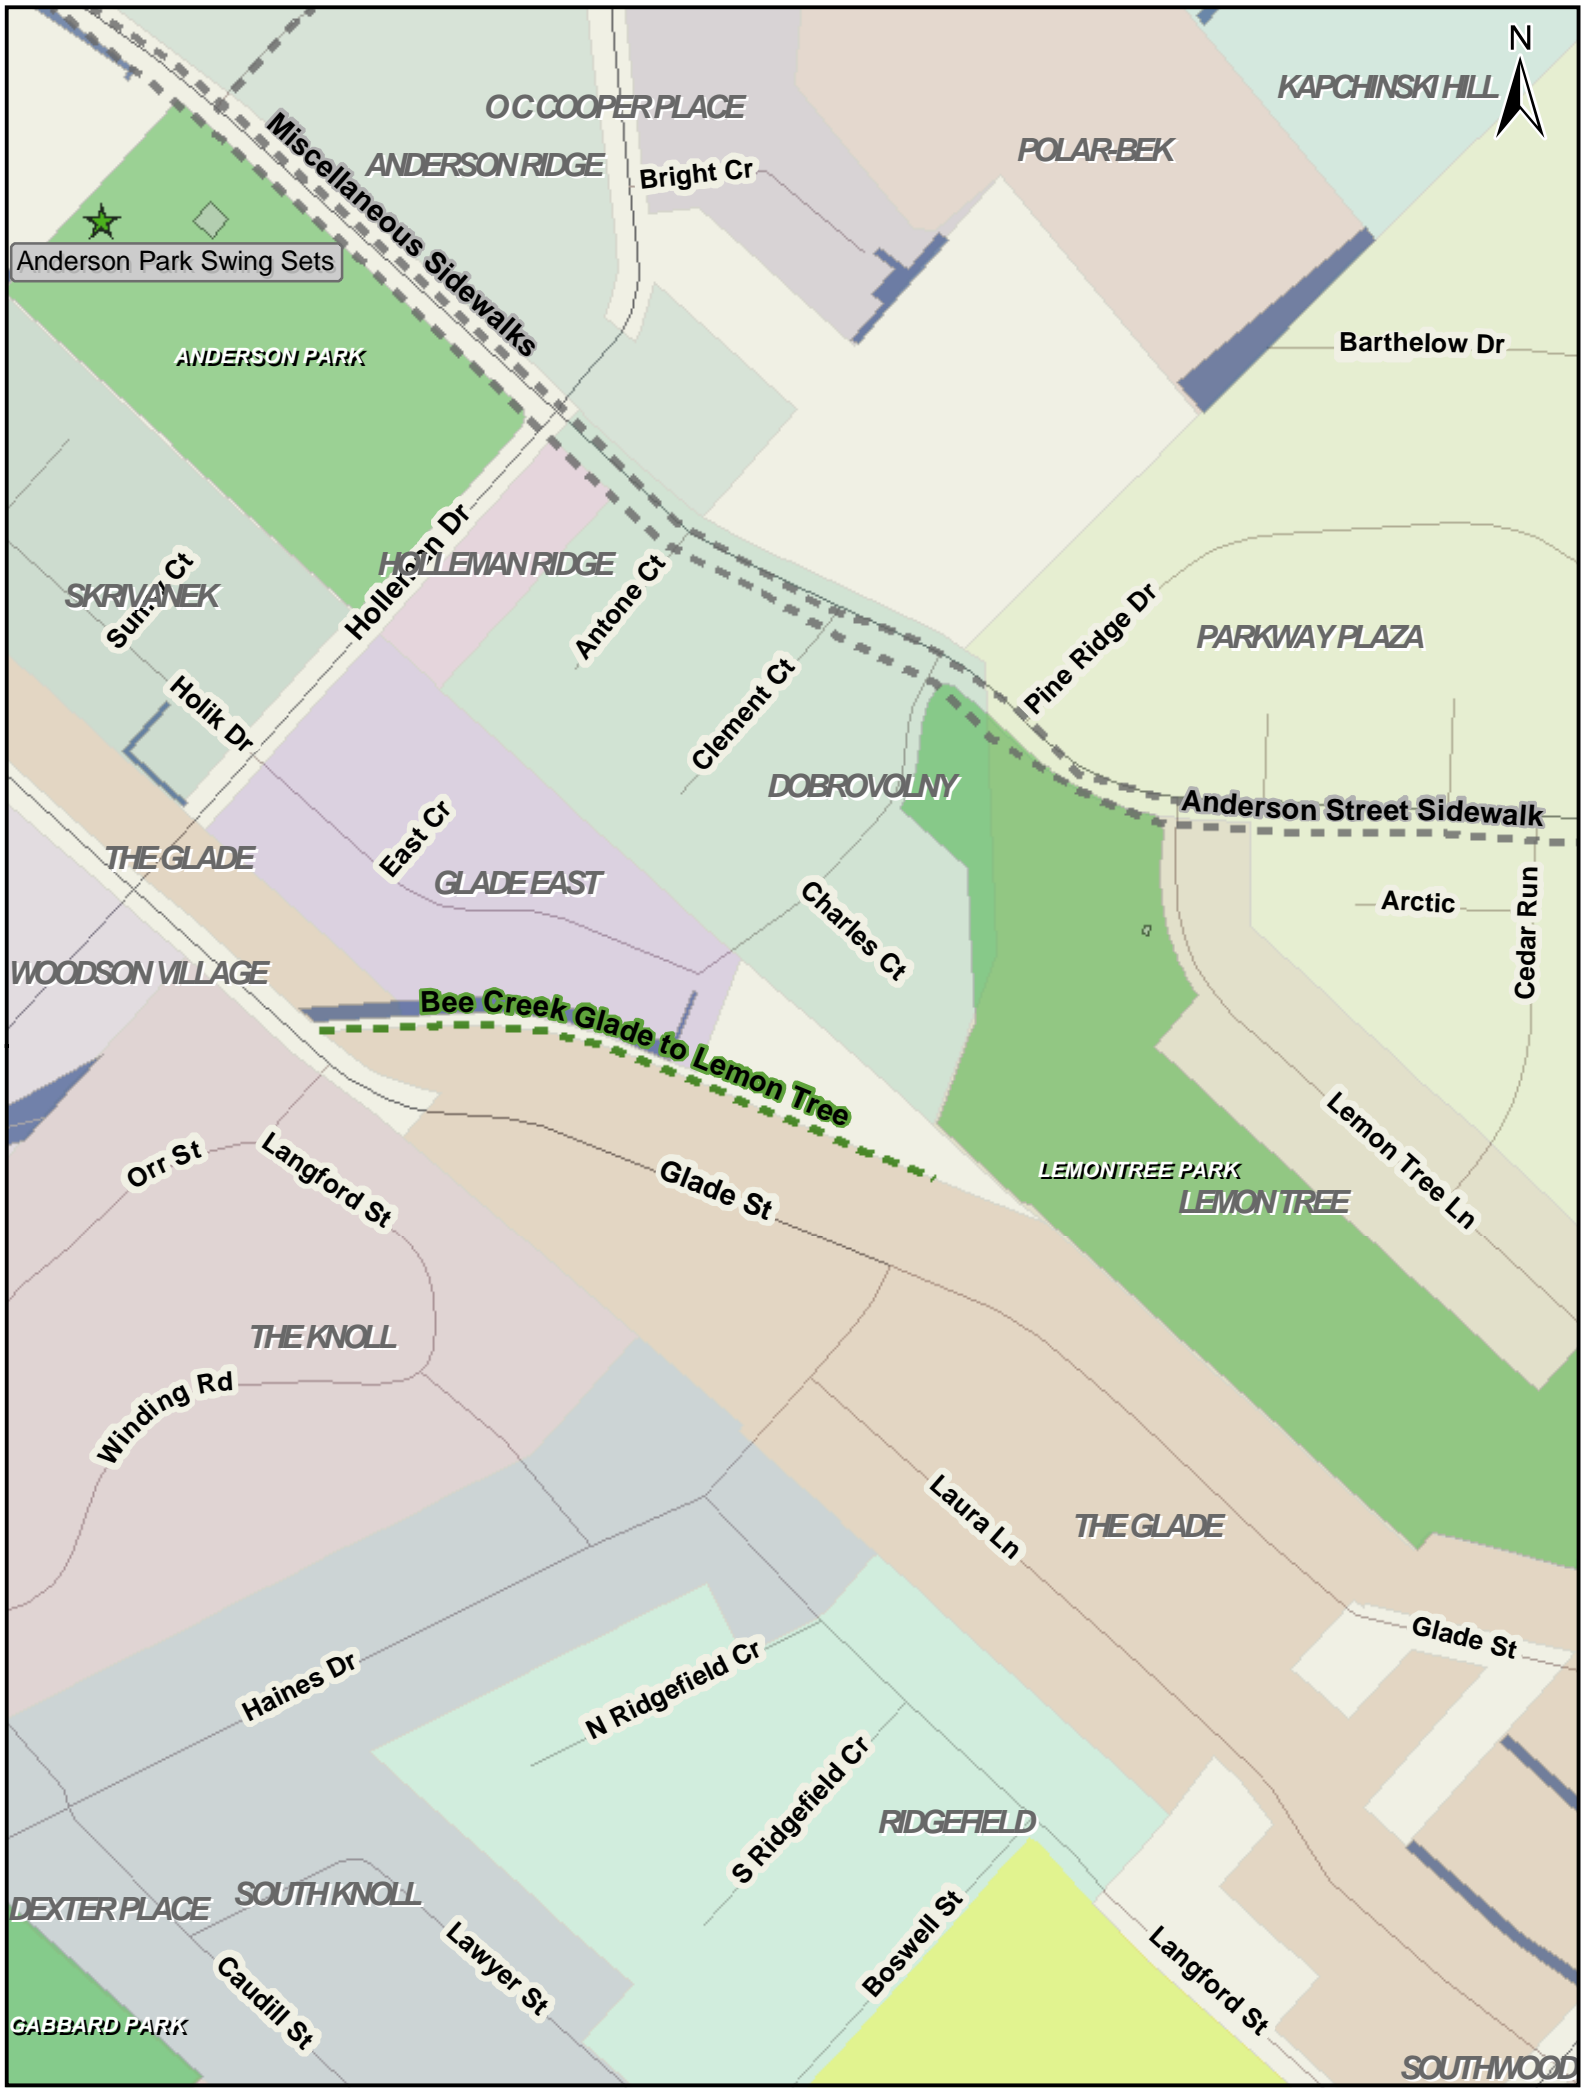 N
KAPCHINSKI HILL
O C COOPER PLACE
POLAR-BEK
ANDERSON RIDGE
Bright Cr
Miscellaneous Sidewalks
Anderson Park Swing Sets
Barthelow Dr
ANDERSON PARK
Holleman Dr
HOLLEMAN RIDGE
SKRIVANEK
Sunny Ct
Antone Ct
Pine Ridge Dr
PARKWAY PLAZA
Clement Ct
Holik Dr
DOBROVOLNY
Anderson Street Sidewalk
East Cr
THE GLADE
GLADE EAST
Charles Ct
Arctic
Cedar Run
WOODSON VILLAGE
Bee Creek Glade to Lemon Tree
Lemon Tree Ln
Orr St
Langford St
Glade St
LEMONTREE PARK
LEMON TREE
THE KNOLL
Winding Rd
Laura Ln
THE GLADE
Glade St
Haines Dr
N Ridgefield Cr
S Ridgefield Cr
RIDGEFIELD
DEXTER PLACE
SOUTH KNOLL
Boswell St
Lawyer St
Langford St
Caudill St
GABBARD PARK
SOUTHWOOD